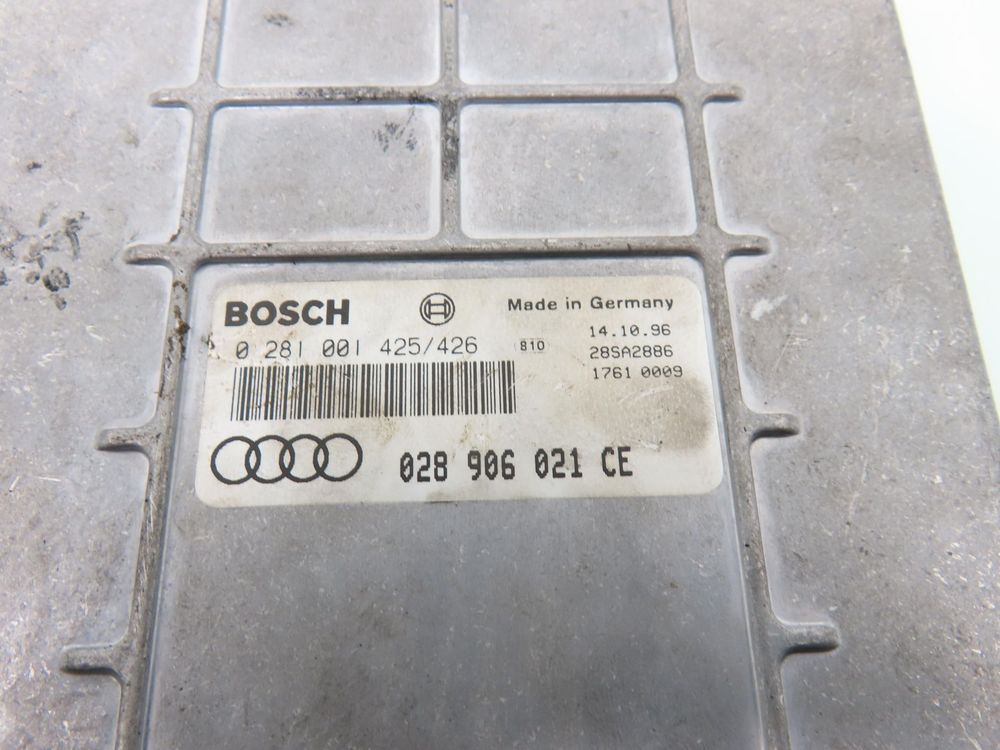 BOSCH
Made in Germany
0 281 001 425/426
810
14.10.96
28SA2886
1761 0009
028 906 021 CE